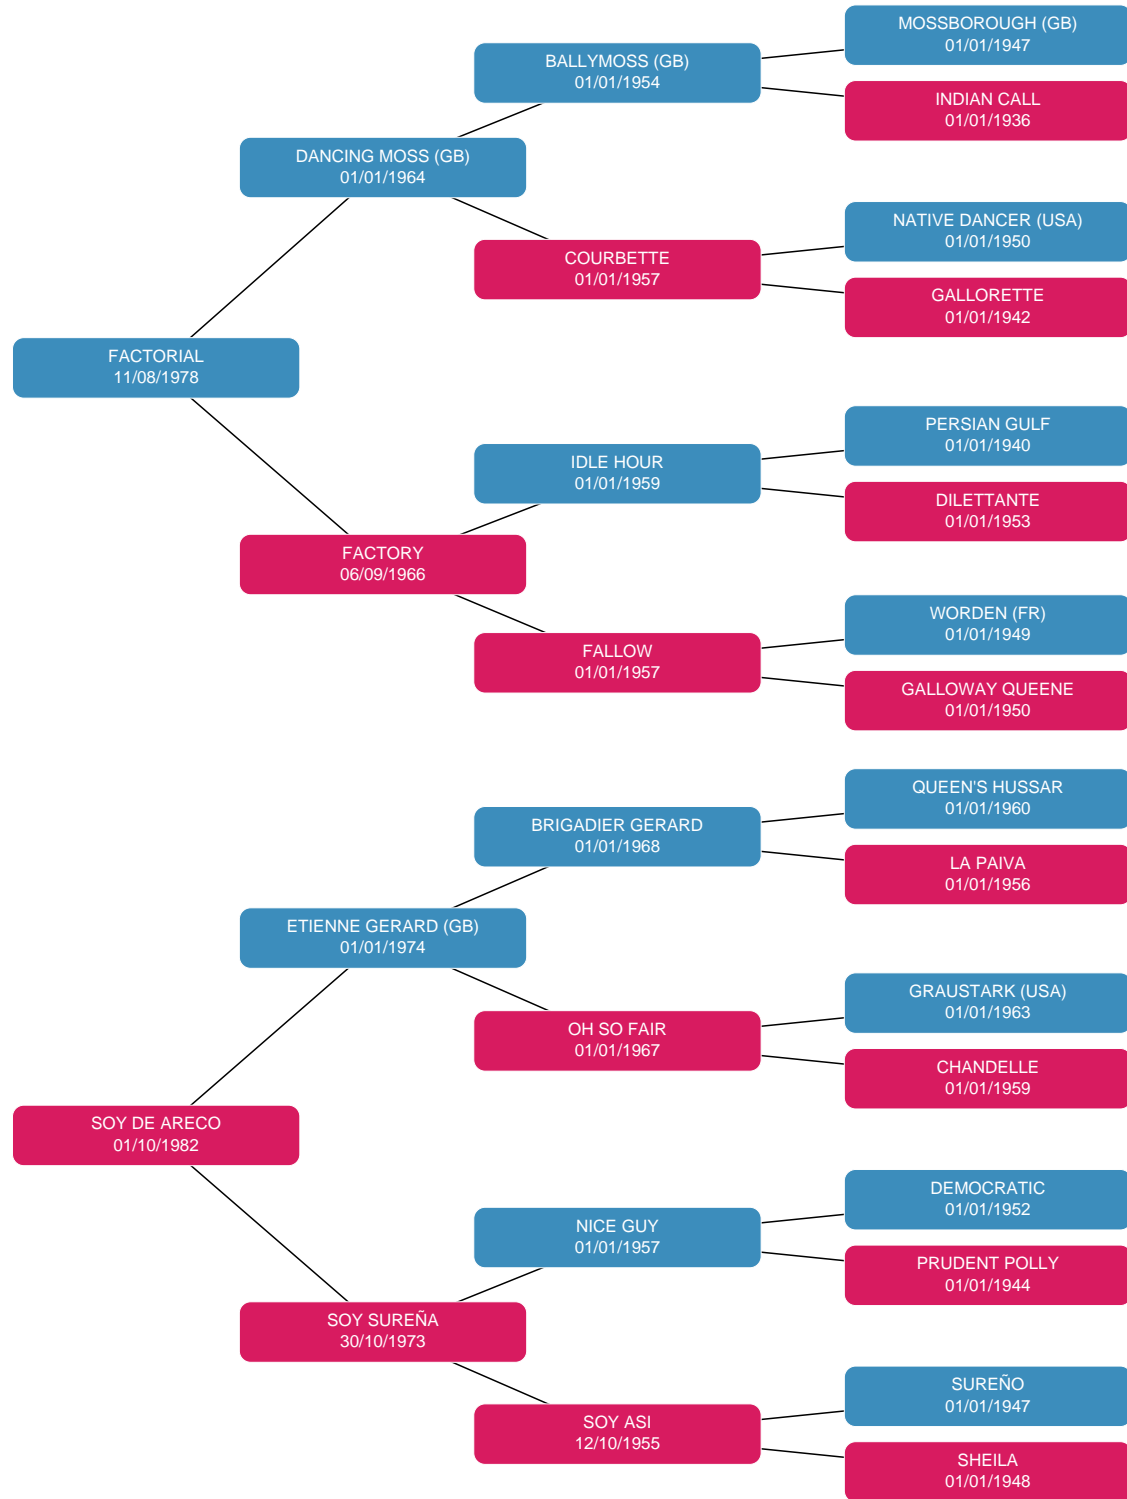 MOSSBOROUGH (GB)
01/01/1947
BALLYMOSS (GB)
01/01/1954
INDIAN CALL
01/01/1936
DANCING MOSS (GB)
01/01/1964
NATIVE DANCER (USA)
01/01/1950
COURBETTE
01/01/1957
GALLORETTE
01/01/1942
FACTORIAL
11/08/1978
PERSIAN GULF
01/01/1940
IDLE HOUR
01/01/1959
DILETTANTE
01/01/1953
FACTORY
06/09/1966
WORDEN (FR)
01/01/1949
FALLOW
01/01/1957
GALLOWAY QUEENE
01/01/1950
QUEEN'S HUSSAR
01/01/1960
BRIGADIER GERARD
01/01/1968
LA PAIVA
01/01/1956
ETIENNE GERARD (GB)
01/01/1974
GRAUSTARK (USA)
01/01/1963
OH SO FAIR
01/01/1967
CHANDELLE
01/01/1959
SOY DE ARECO
01/10/1982
DEMOCRATIC
01/01/1952
NICE GUY
01/01/1957
PRUDENT POLLY
01/01/1944
SOY SUREÑA
30/10/1973
SUREÑO
01/01/1947
SOY ASI
12/10/1955
SHEILA
01/01/1948